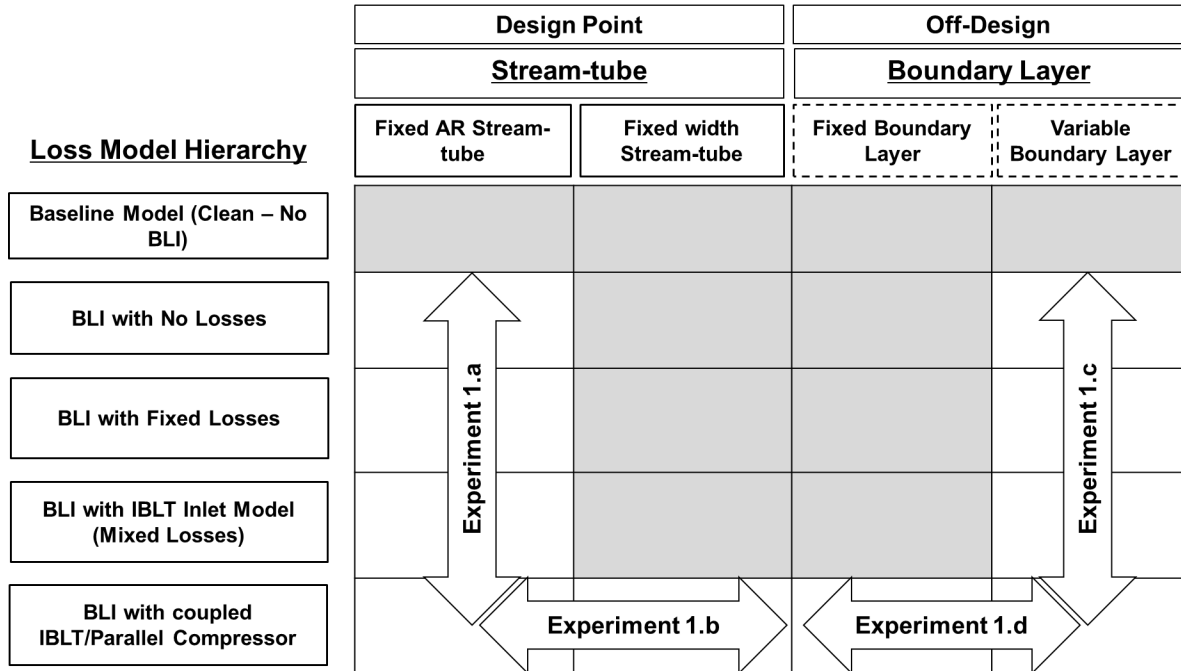 Design Point
Off-Design
Stream-tube
Boundary Layer
Loss Model Hierarchy
Fixed AR Stream-
tube
Fixed width
Stream-tube
Fixed Boundary
Layer
Variable
Boundary Layer
Baseline Model (Clean – No
BLI)
BLI with No Losses
BLI with Fixed Losses
BLI with IBLT Inlet Model
(Mixed Losses)
BLI with coupled
IBLT/Parallel Compressor
Experiment 1.a
Experiment 1.b
Experiment 1.c
Experiment 1.d